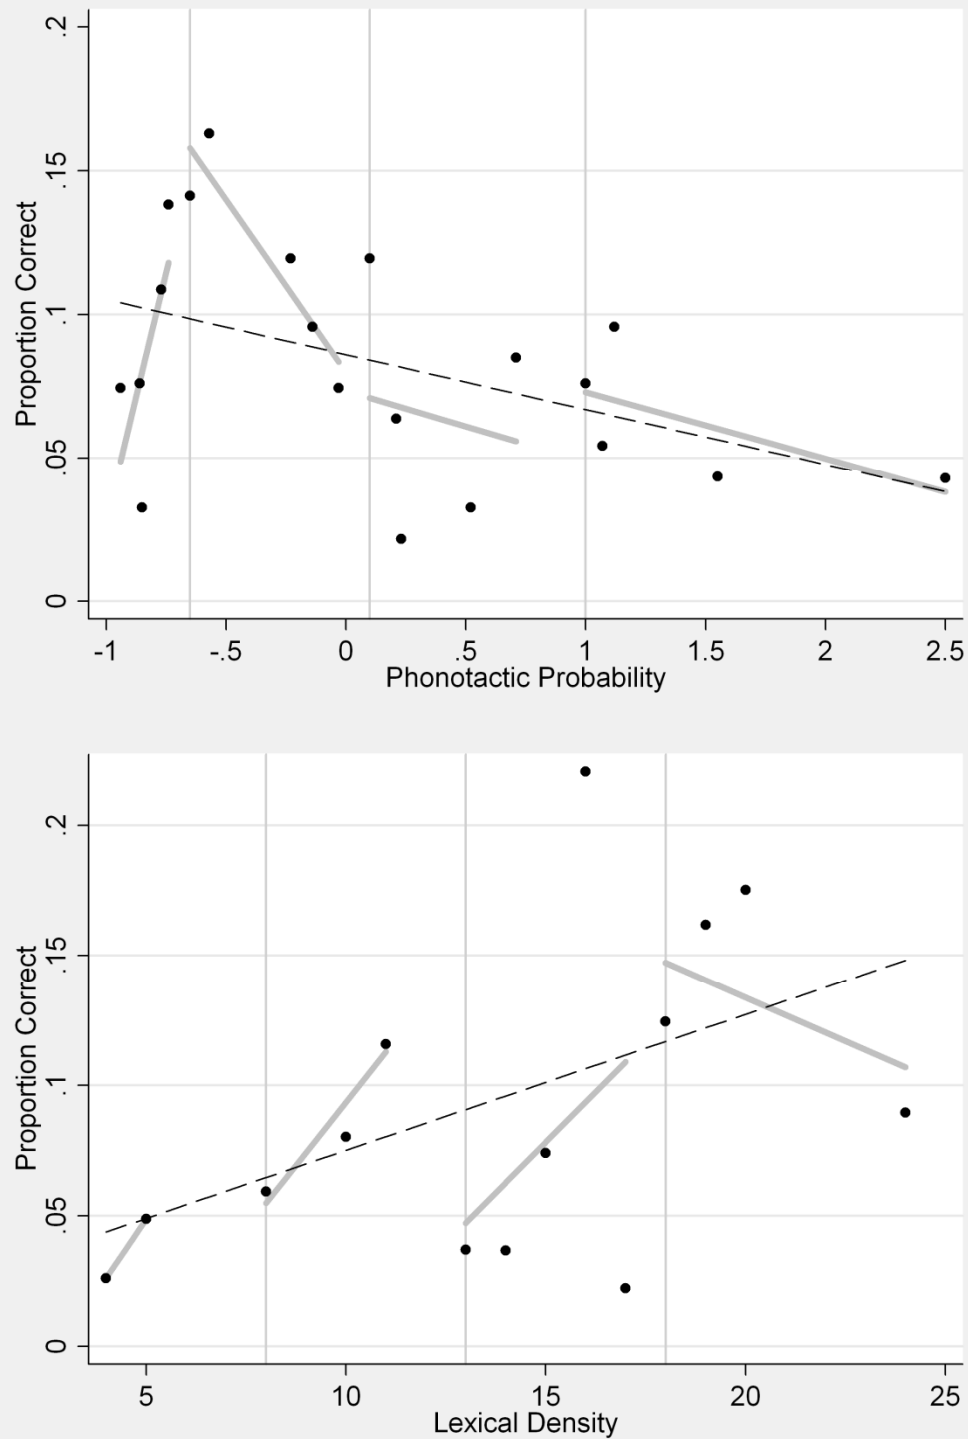 .2
.15
.1
.05
0
Proportion Correct
-1 -.5 0 .5 1 1.5 2 2.5
Phonotactic Probability
.2
.15
.1
.05
0
Proportion Correct
5 10 15 20 25
Lexical Density